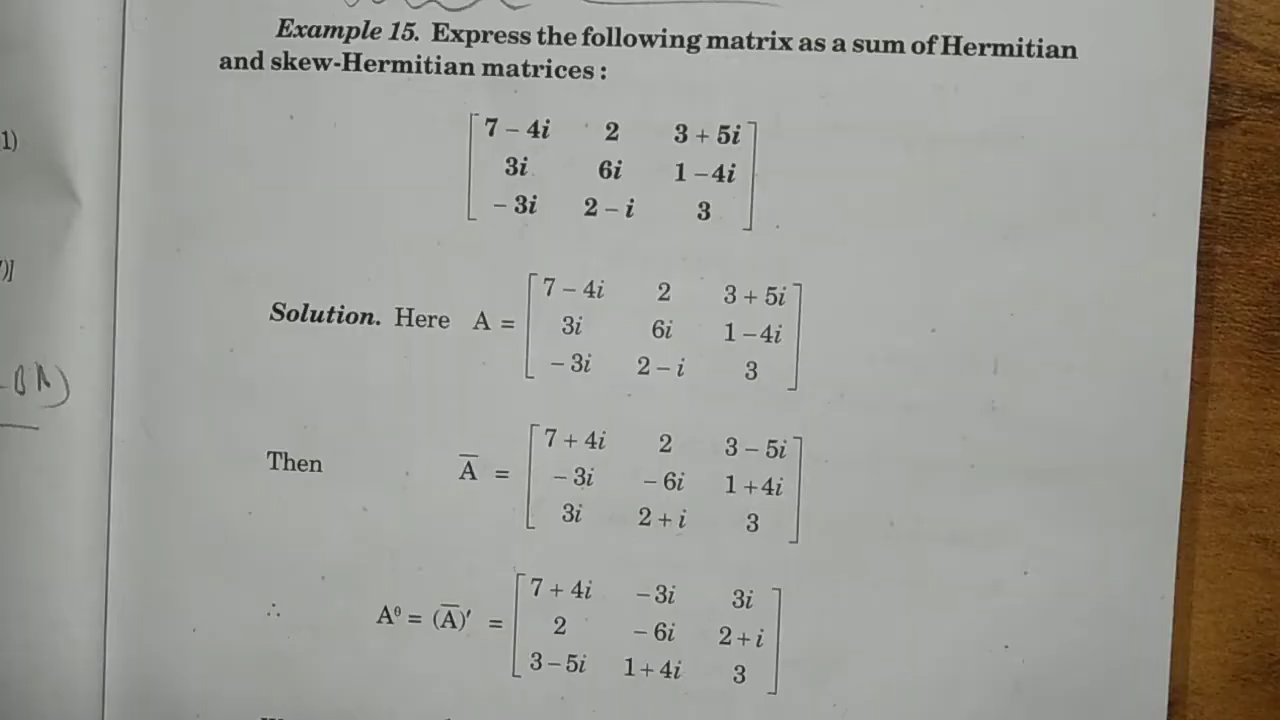 1)
)]
Example 15. Express the following matrix as a sum of Hermitian
and skew-Hermitian matrices :
7 – 4i 2 3 + 5i
3i 6i 1 – 4i
– 3i 2 – i 3
Solution. Here A = [7 – 4i 2 3 + 5i
3i 6i 1 – 4i
– 3i 2 – i 3]
Then A̅ = [7 + 4i 2 3 – 5i
– 3i – 6i 1 + 4i
3i 2 + i 3]
∴ Aᶿ = (A̅)′ = [7 + 4i – 3i 3i
2 – 6i 2 + i
3 – 5i 1 + 4i 3]